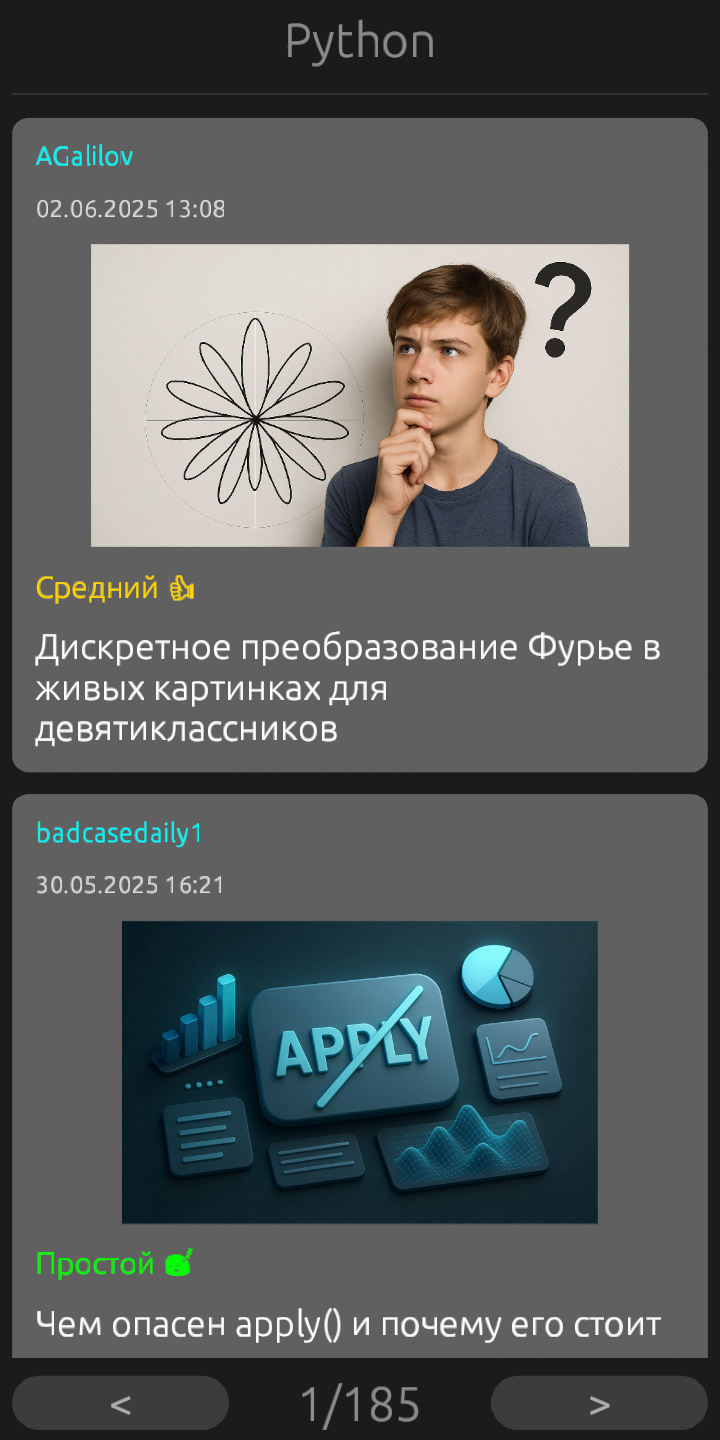 Python
AGalilov
02.06.2025 13:08
?
Средний 👍
Дискретное преобразование Фурье в
живых картинках для
девятиклассников
badcasedaily1
30.05.2025 16:21
APPLY
Простой
Чем опасен apply() и почему его стоит
< 1/185 >